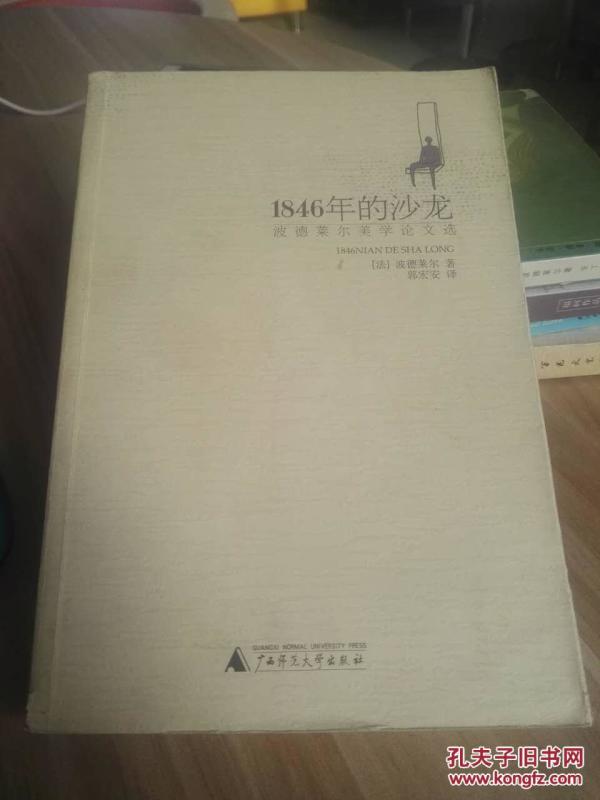 1846年的沙龙
波德莱尔美学论文选
1846NIAN DE SHA LONG
[法] 波德莱尔 著
郭宏安 译
GUANGXI NORMAL UNIVERSITY PRESS
广西师范大学出版社
孔夫子旧书网
www.kongfz.com